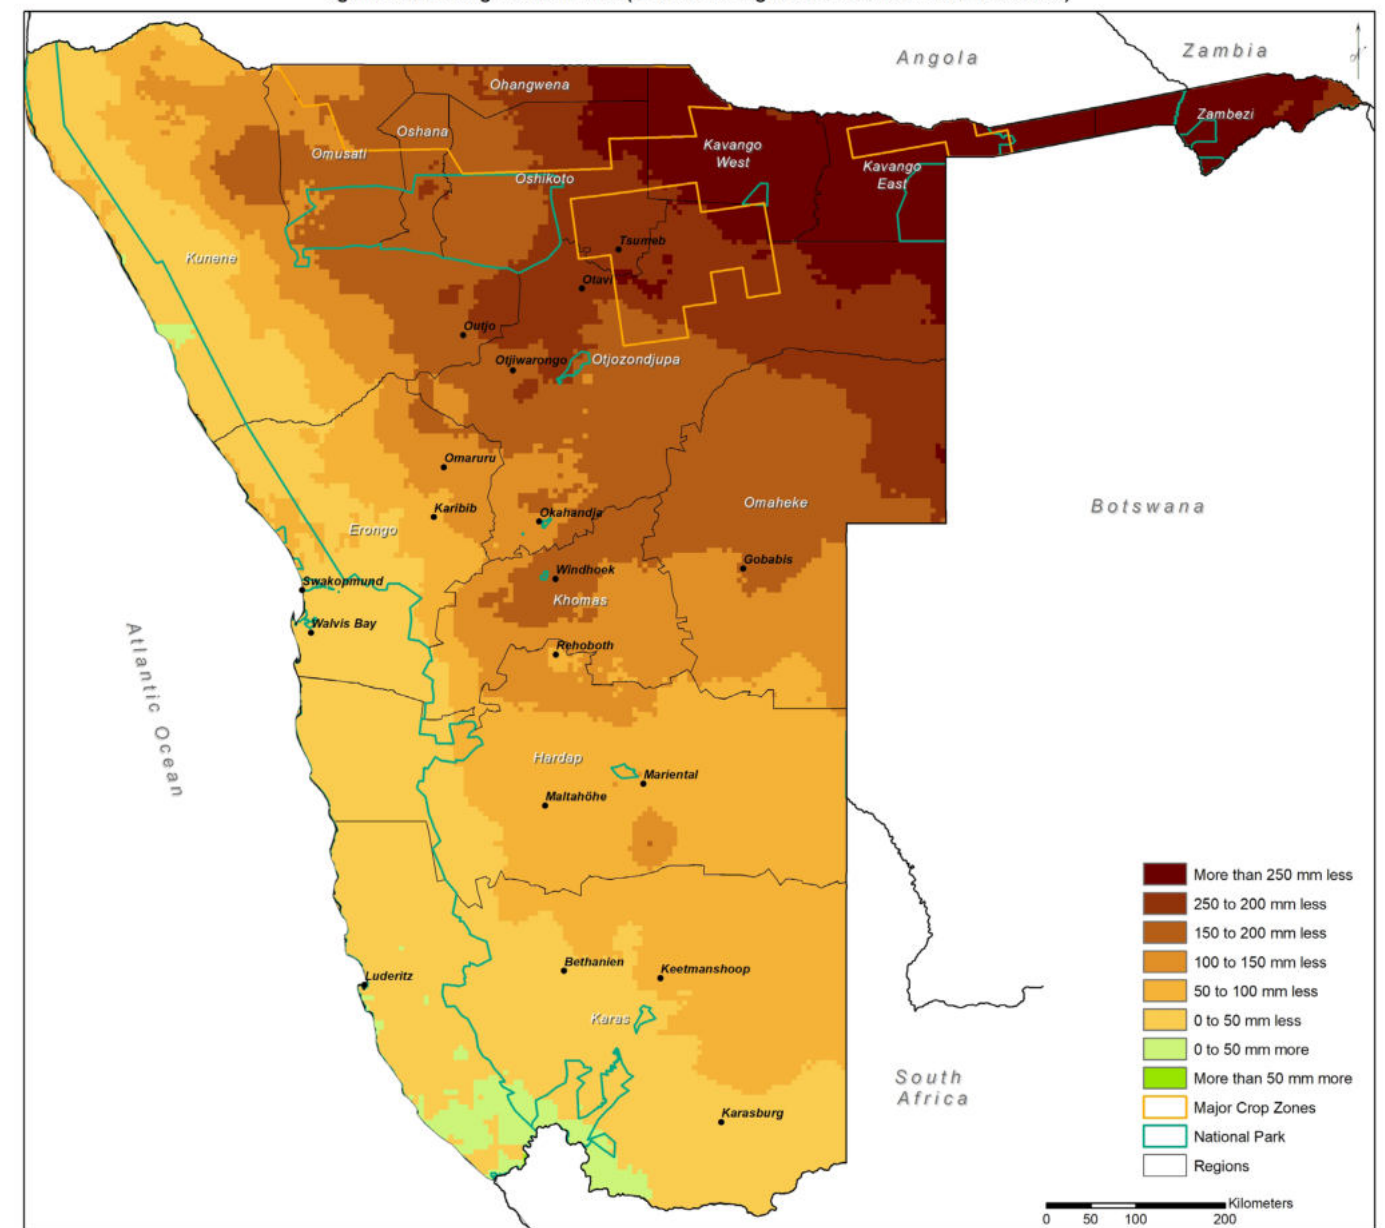 Angola
Zambia
Ohangwena
Zambezi
Oshana
Kavango
West
Omusati
Kavango
East
Oshikoto
Tsumeb
Kunene
Otavi
Outjo
Otjiwarongo
Otjozondjupa
Omaruru
Omaheke
Botswana
Karibib
Okahandja
Erongo
Gobabis
Windhoek
Swakopmund
Khomas
Walvis Bay
Rehoboth
Atlantic Ocean
Hardap
Mariental
Maltahöhe
More than 250 mm less
250 to 200 mm less
150 to 200 mm less
100 to 150 mm less
50 to 100 mm less
0 to 50 mm less
0 to 50 mm more
More than 50 mm more
Major Crop Zones
National Park
Regions
Bethanien
Keetmanshoop
Luderitz
Karas
South
Africa
Karasburg
Kilometers
0 50 100 200